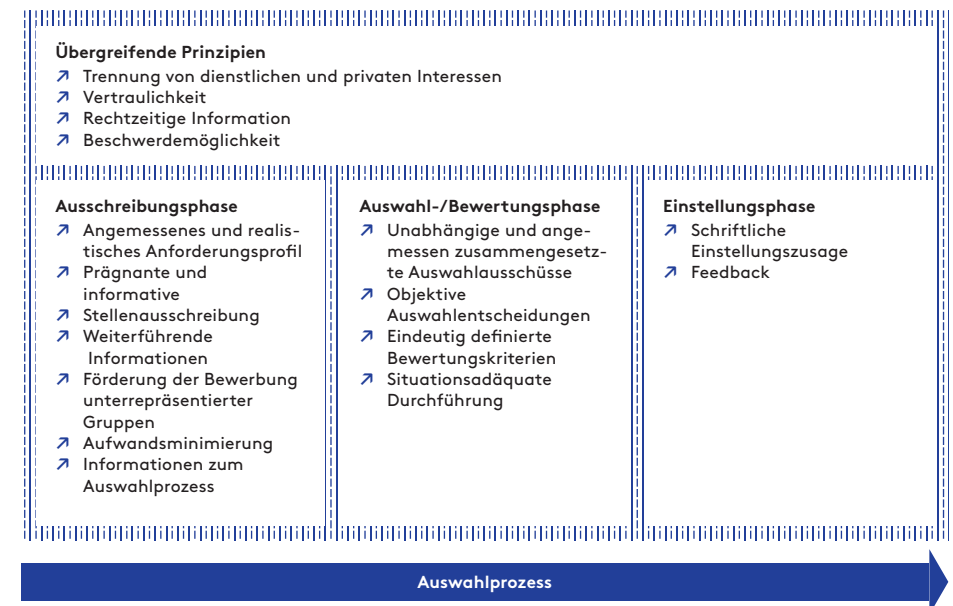 Übergreifende Prinzipien
↗ Trennung von dienstlichen und privaten Interessen
↗ Vertraulichkeit
↗ Rechtzeitige Information
↗ Beschwerdemöglichkeit
Ausschreibungsphase
↗ Angemessenes und realis-
tisches Anforderungsprofil
↗ Prägnante und
informative
↗ Stellenausschreibung
↗ Weiterführende
Informationen
↗ Förderung der Bewerbung
unterrepräsentierter
Gruppen
↗ Aufwandsminimierung
↗ Informationen zum
Auswahlprozess
Auswahl-/Bewertungsphase
↗ Unabhängige und ange-
messen zusammengesetz-
te Auswahlausschüsse
↗ Objektive
Auswahlentscheidungen
↗ Eindeutig definierte
Bewertungskriterien
↗ Situationsadäquate
Durchführung
Einstellungsphase
↗ Schriftliche
Einstellungszusage
↗ Feedback
Auswahlprozess